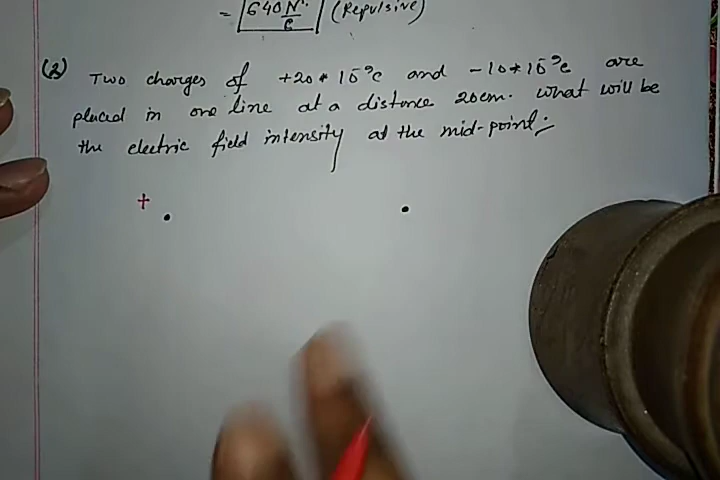 = 640 N/C (Repulsive)
(2) Two charges of +20 * 10⁻⁹c and -10 * 10⁻⁹c are
placed in one line at a distance 20cm. what will be
the electric field intensity at the mid-point:-
+